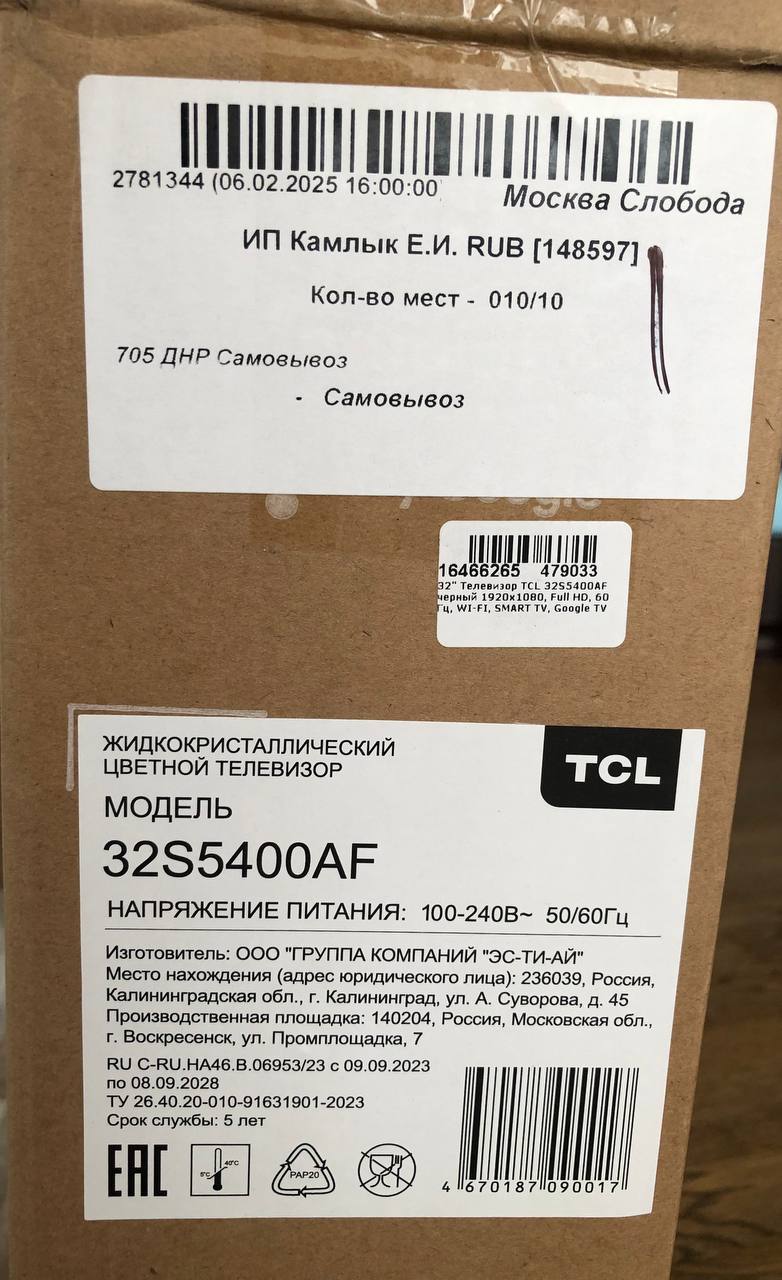 2781344 (06.02.2025 16:00:00
Москва Слобода
ИП Камлык Е.И. RUB [148597]
Кол-во мест - 010/10
705 ДНР Самовывоз
- Самовывоз
Google
16466265 479033
32" Телевизор TCL 32S5400AF
черный 1920x1080, Full HD, 60
Гц, WI-FI, SMART TV, Google TV
ЖИДКОКРИСТАЛЛИЧЕСКИЙ
ЦВЕТНОЙ ТЕЛЕВИЗОР
TCL
МОДЕЛЬ
32S5400AF
НАПРЯЖЕНИЕ ПИТАНИЯ: 100-240В~ 50/60Гц
Изготовитель: ООО "ГРУППА КОМПАНИЙ "ЭС-ТИ-АЙ"
Место нахождения (адрес юридического лица): 236039, Россия,
Калининградская обл., г. Калининград, ул. А. Суворова, д. 45
Производственная площадка: 140204, Россия, Московская обл.,
г. Воскресенск, ул. Промплощадка, 7
RU C-RU.HA46.B.06953/23 с 09.09.2023
по 08.09.2028
ТУ 26.40.20-010-91631901-2023
Срок службы: 5 лет
EAC
5°C 40°C
PAP20
4 670187 090017